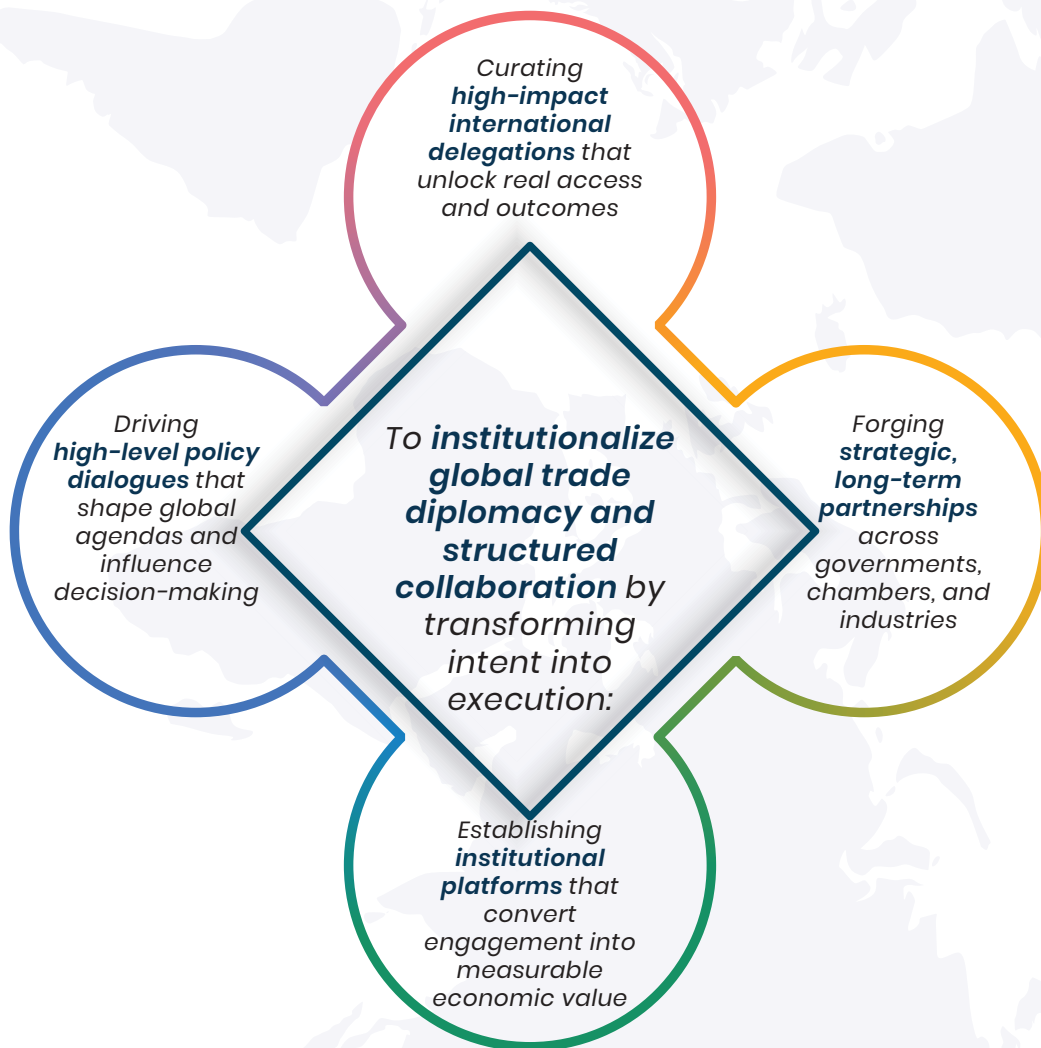 Curating
high-impact
international
delegations that
unlock real access
and outcomes
Driving
high-level policy
dialogues that
shape global
agendas and
influence
decision-making
To institutionalize
global trade
diplomacy and
structured
collaboration by
transforming
intent into
execution:
Forging
strategic,
long-term
partnerships
across
governments,
chambers, and
industries
Establishing
institutional
platforms that
convert
engagement into
measurable
economic value